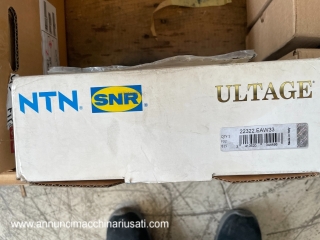 NTN® SNR® ULTAGE®
22322.EAW33
www.annuncimacchinariusati.com